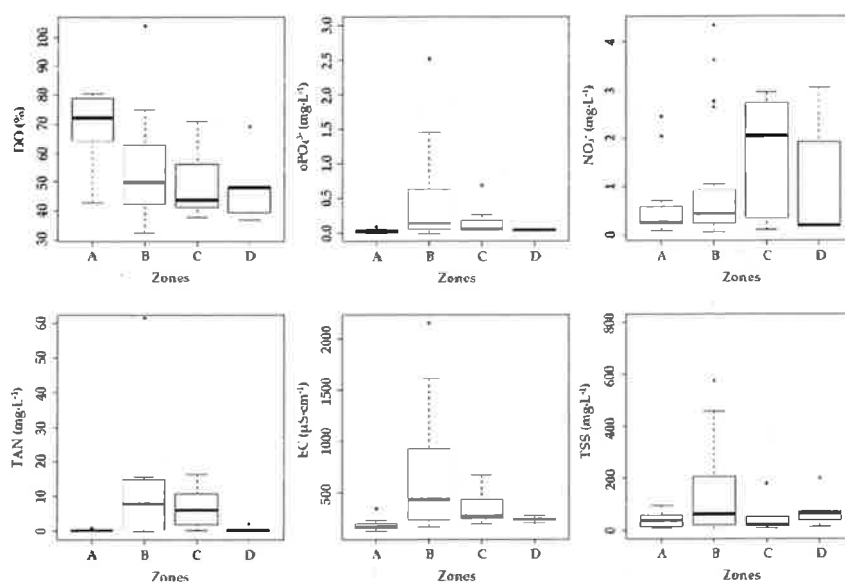 DO (%)
100
90
80
70
60
50
40
30
A B C D
Zones
oPO₄³⁻ (mg·L⁻¹)
3.0
2.5
2.0
1.5
1.0
0.5
0.0
A B C D
Zones
NO₃⁻ (mg·L⁻¹)
4
3
2
1
0
A B C D
Zones
TAN (mg·L⁻¹)
60
50
40
30
20
10
0
A B C D
Zones
EC (µS·cm⁻¹)
2000
1500
1000
500
A B C D
Zones
TSS (mg·L⁻¹)
800
600
400
200
0
A B C D
Zones